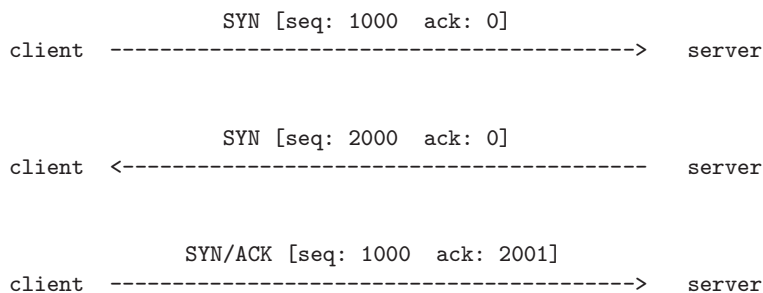 SYN [seq: 1000 ack: 0]
client ------------------------------------------> server
SYN [seq: 2000 ack: 0]
client <------------------------------------------ server
SYN/ACK [seq: 1000 ack: 2001]
client ------------------------------------------> server